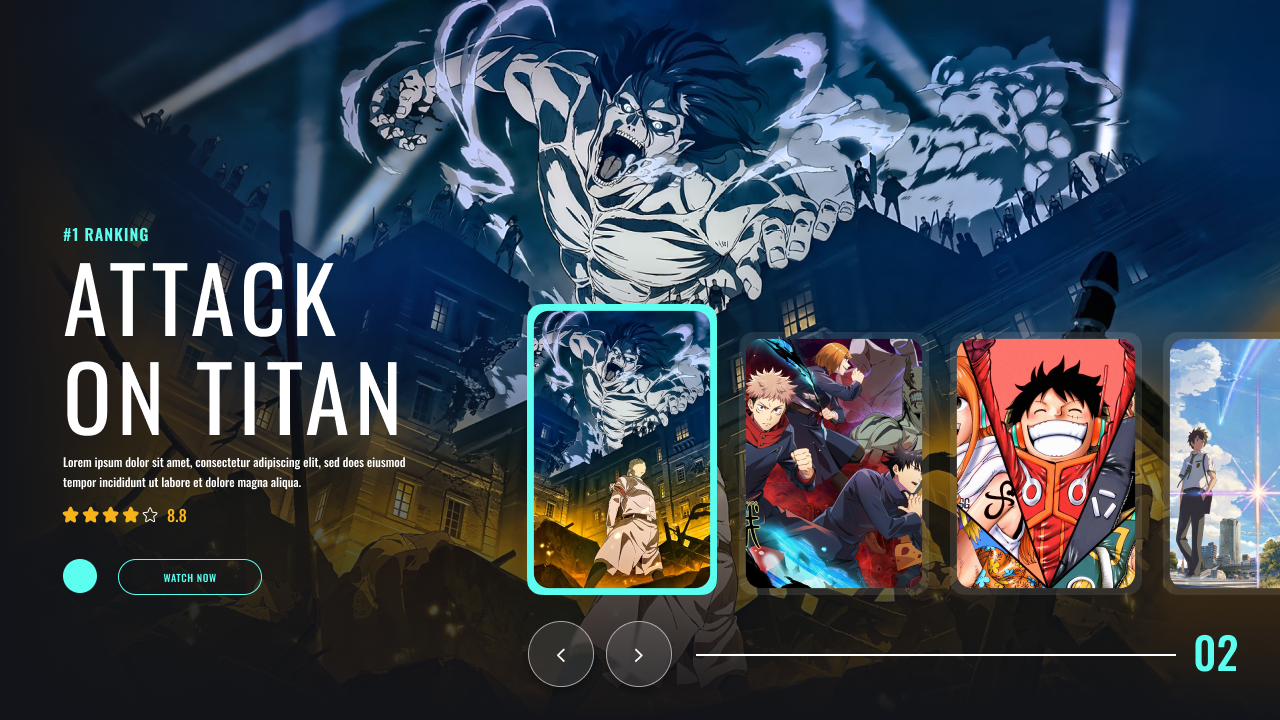 #1 RANKING
ATTACK
ON TITAN
Lorem ipsum dolor sit amet, consectetur adipiscing elit, sed does eiusmod
tempor incididunt ut labore et dolore magna aliqua.
8.8
WATCH NOW
02